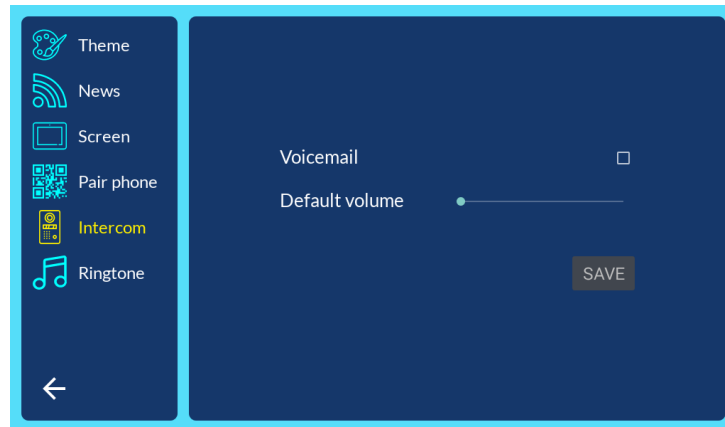 Theme
News
Screen
Pair phone
Intercom
Ringtone
Voicemail
Default volume
SAVE